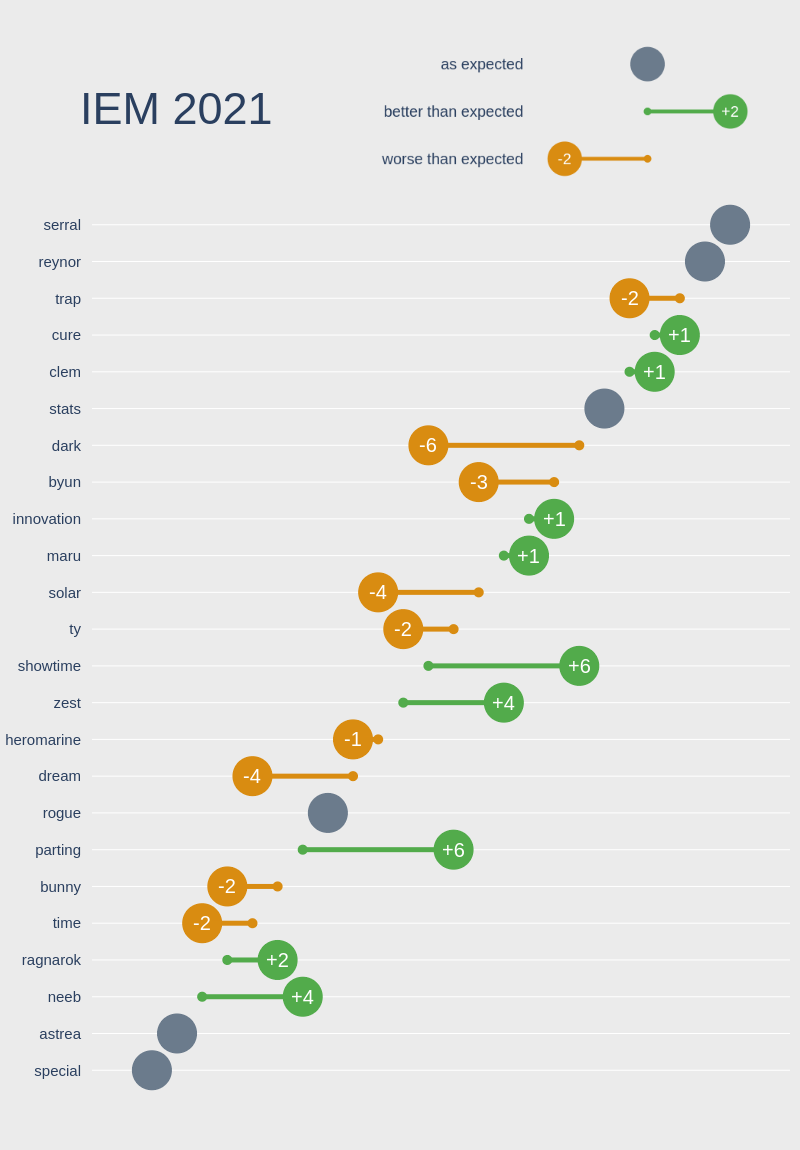 as expected
IEM 2021
better than expected +2
worse than expected -2
serral
reynor
trap -2
cure +1
clem +1
stats
dark -6
byun -3
innovation +1
maru +1
solar -4
ty -2
showtime +6
zest +4
heromarine -1
dream -4
rogue
parting +6
bunny -2
time -2
ragnarok +2
neeb +4
astrea
special